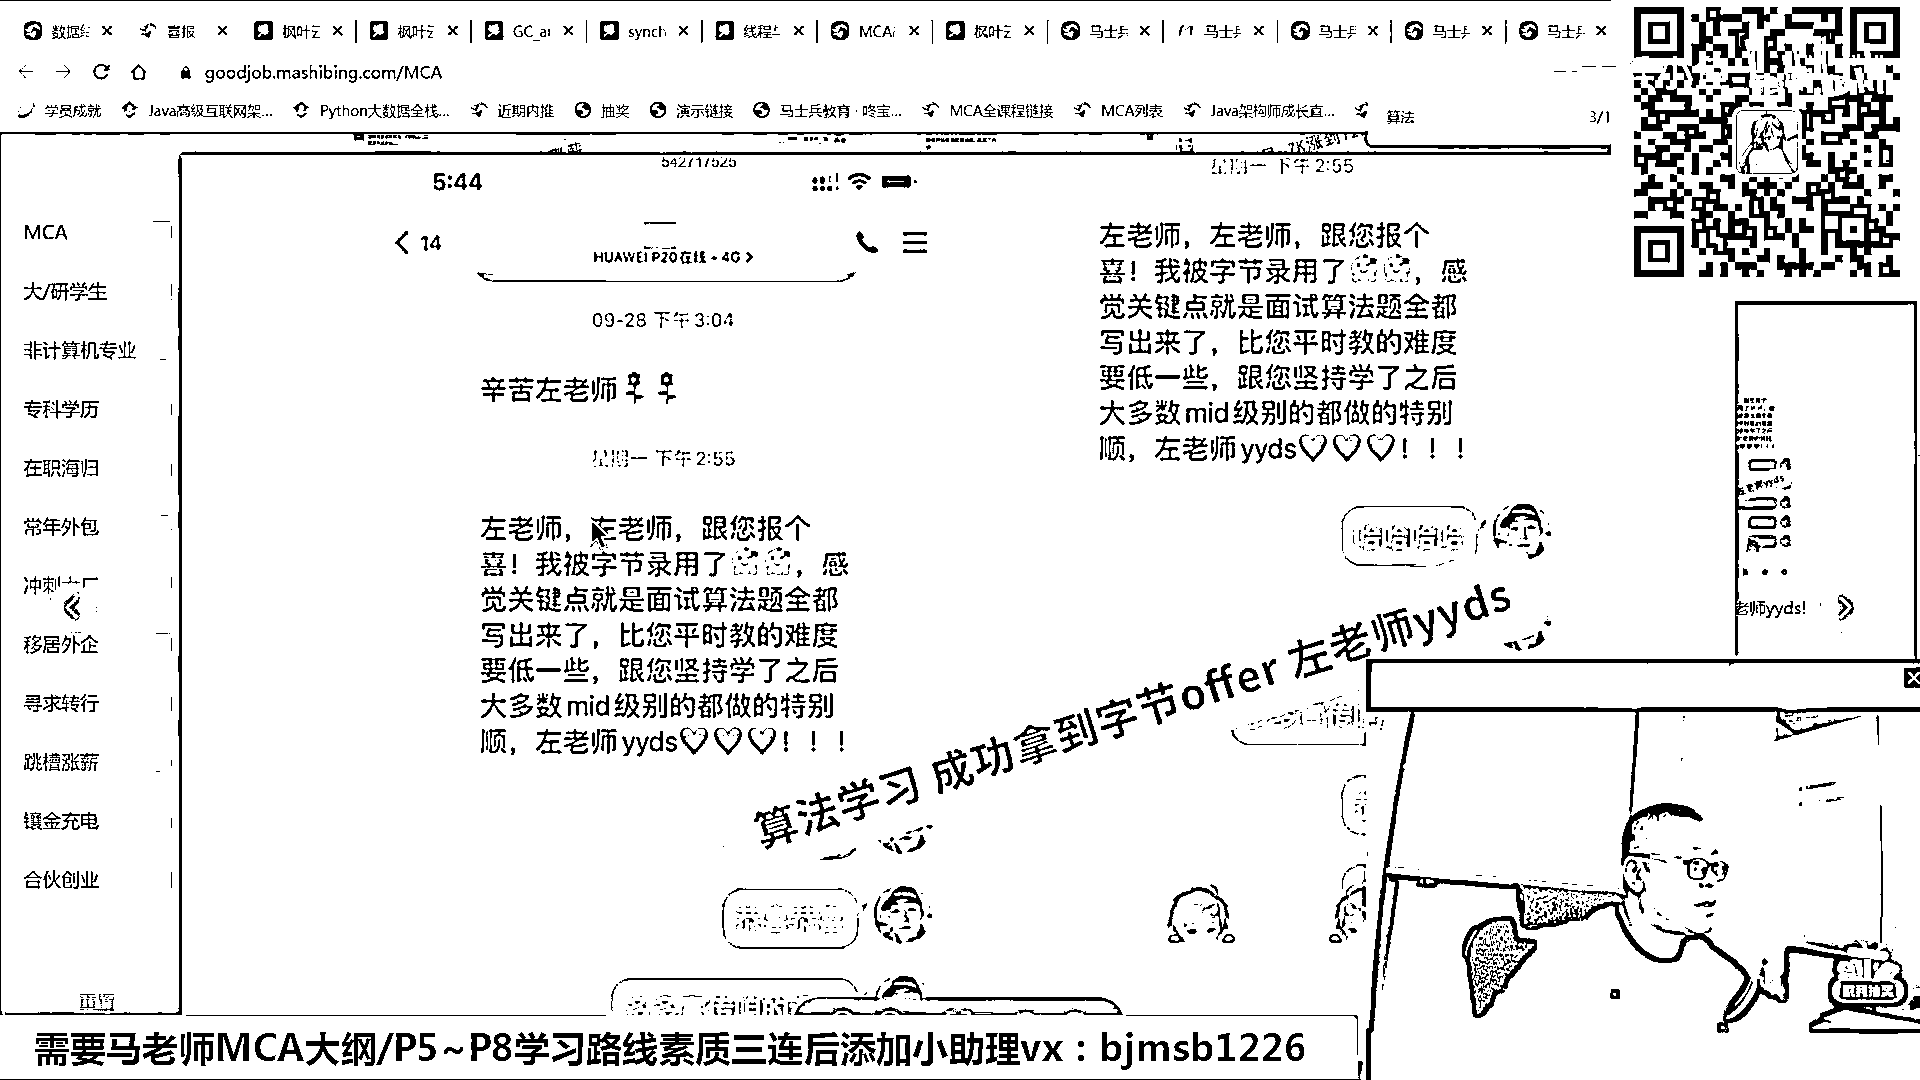 数据结 喜报 枫叶云 枫叶云 GC_ar synch 线程生 MCA 枫叶云 马士兵 马士兵 马士兵 马士兵 马士兵
goodjob.mashibing.com/MCA
学员成就 Java高级互联网架... Python大数据全栈... 近期内推 抽奖 演示链接 马士兵教育·咚宝... MCA全课程链接 MCA列表 Java架构师成长直... 算法 3/1
MCA
大/研学生
非计算机专业
专科学历
在职海归
常年外包
移居外企
寻求转行
跳槽涨薪
镶金充电
合伙创业
重置
542717525
5:44
14
HUAWEI P20在线 - 4G
09-28 下午 3:04
辛苦左老师
星期一 下午 2:55
左老师，左老师，跟您报个
喜！我被字节录用了，感
觉关键点就是面试算法题全都
写出来了，比您平时教的难度
要低一些，跟您坚持学了之后
大多数mid级别的都做的特别
顺，左老师yyds♡♡♡！！！
恭喜恭喜
星期一 下午 2:55
左老师，左老师，跟您报个
喜！我被字节录用了，感
觉关键点就是面试算法题全都
写出来了，比您平时教的难度
要低一些，跟您坚持学了之后
大多数mid级别的都做的特别
顺，左老师yyds♡♡♡！！！
哈哈哈哈
算法学习 成功拿到字节offer 左老师yyds
老师yyds!
需要马老师MCA大纲/P5~P8学习路线素质三连后添加小助理vx：bjmsb1226